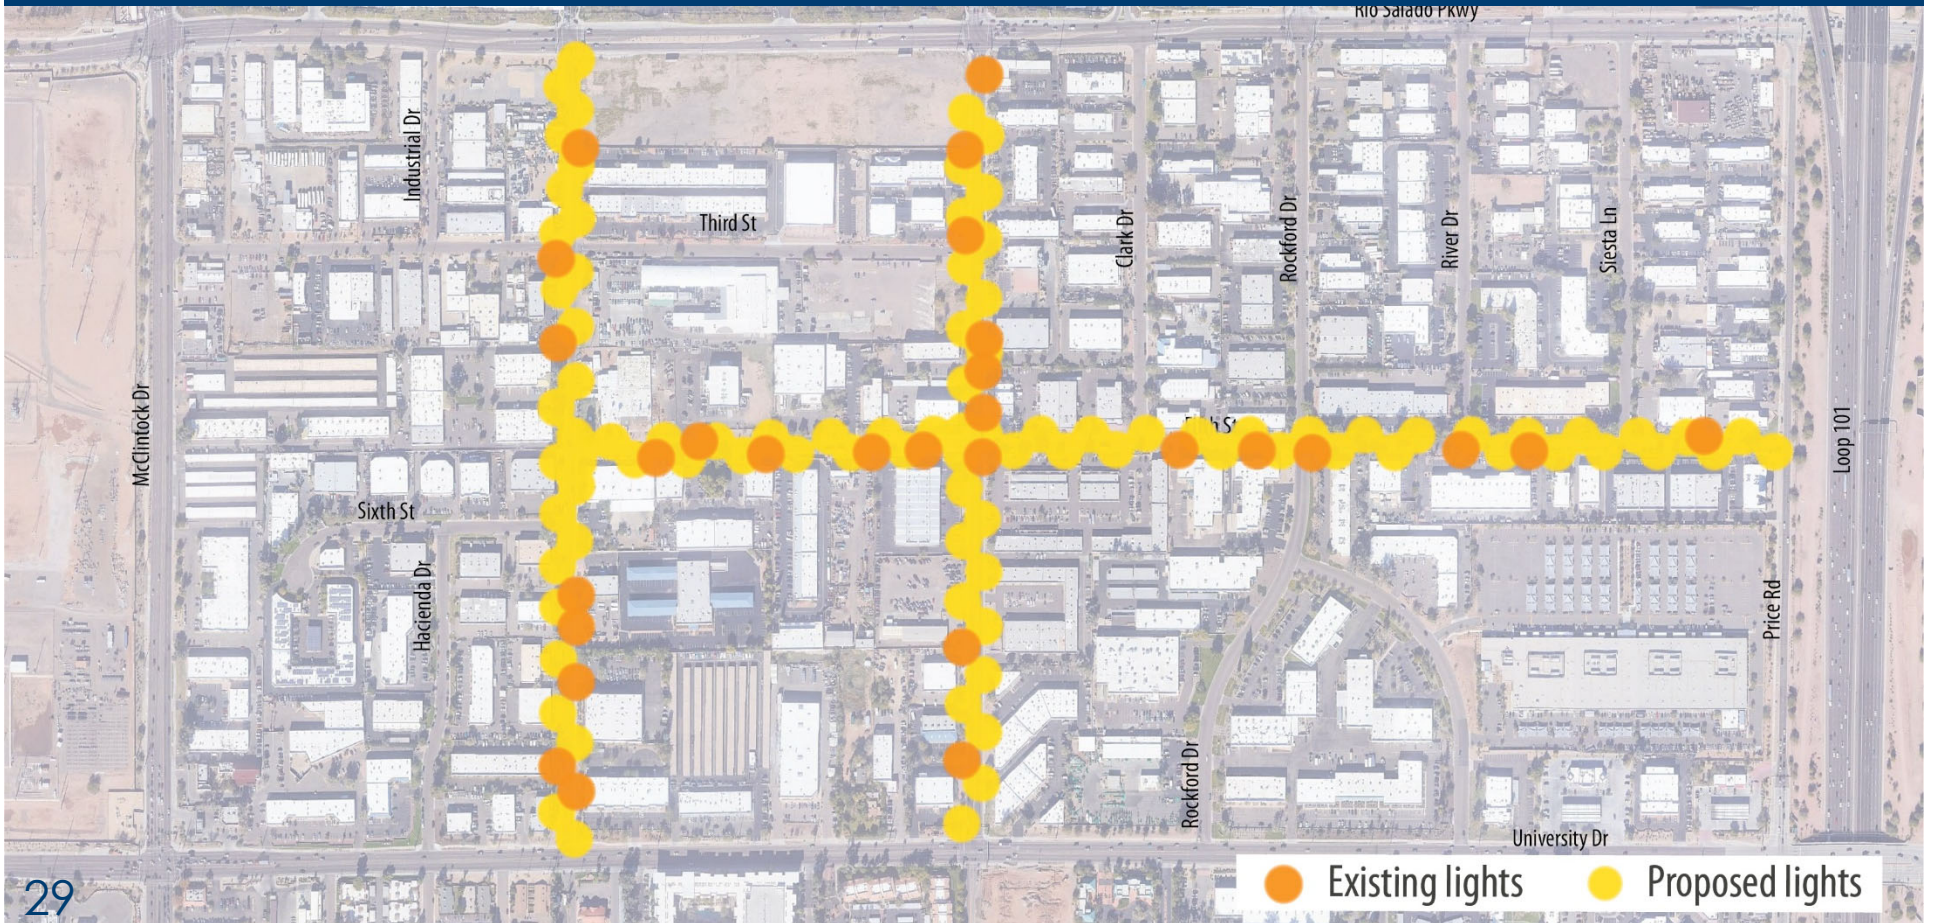 Rio Salado Pkwy
Industrial Dr
Third St
Clark Dr
Rockford Dr
River Dr
Siesta Ln
McClintock Dr
Loop 101
Sixth St
Hacienda Dr
Price Rd
Rockford Dr
University Dr
Existing lights
Proposed lights
29